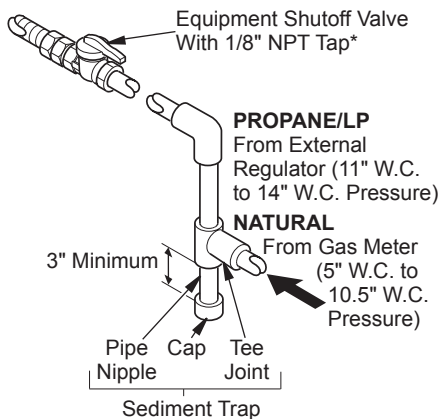 Equipment Shutoff Valve
With 1/8" NPT Tap*
PROPANE/LP
From External
Regulator (11" W.C.
to 14" W.C. Pressure)
NATURAL
From Gas Meter
(5" W.C. to
10.5" W.C.
Pressure)
3" Minimum
Pipe
Nipple
Cap
Tee
Joint
Sediment Trap